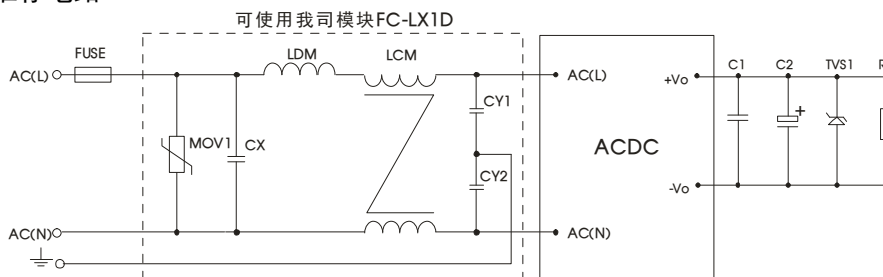 可使用我司模块FC-LX1D
FUSE
LDM
LCM
AC(L)
AC(L)
+Vo
C1
C2
TVS1
R
CY1
+
MOV1
CX
ACDC
CY2
-Vo
AC(N)
AC(N)